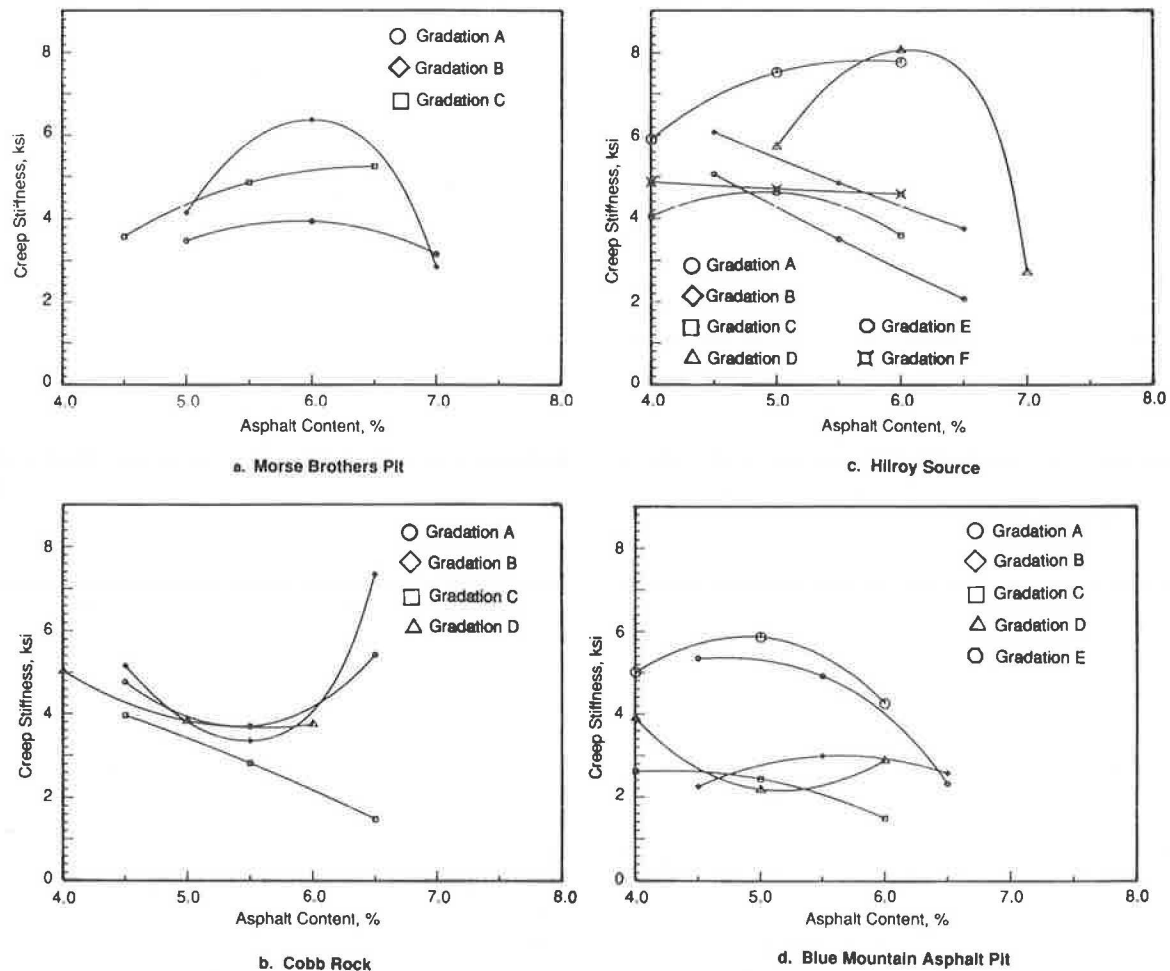 Creep Stiffness, ksi
8
6
4
2
0
Gradation A
Gradation B
Gradation C
4.0 5.0 6.0 7.0 8.0
Asphalt Content, %
a. Morse Brothers Pit
Creep Stiffness, ksi
8
6
4
2
0
Gradation A
Gradation B
Gradation C
Gradation D
Gradation E
Gradation F
4.0 5.0 6.0 7.0 8.0
Asphalt Content, %
c. Hilroy Source
Creep Stiffness, ksi
8
6
4
2
0
Gradation A
Gradation B
Gradation C
Gradation D
4.0 5.0 6.0 7.0 8.0
Asphalt Content, %
b. Cobb Rock
Creep Stiffness, ksi
8
6
4
2
0
Gradation A
Gradation B
Gradation C
Gradation D
Gradation E
4.0 5.0 6.0 7.0 8.0
Asphalt Content, %
d. Blue Mountain Asphalt Pit